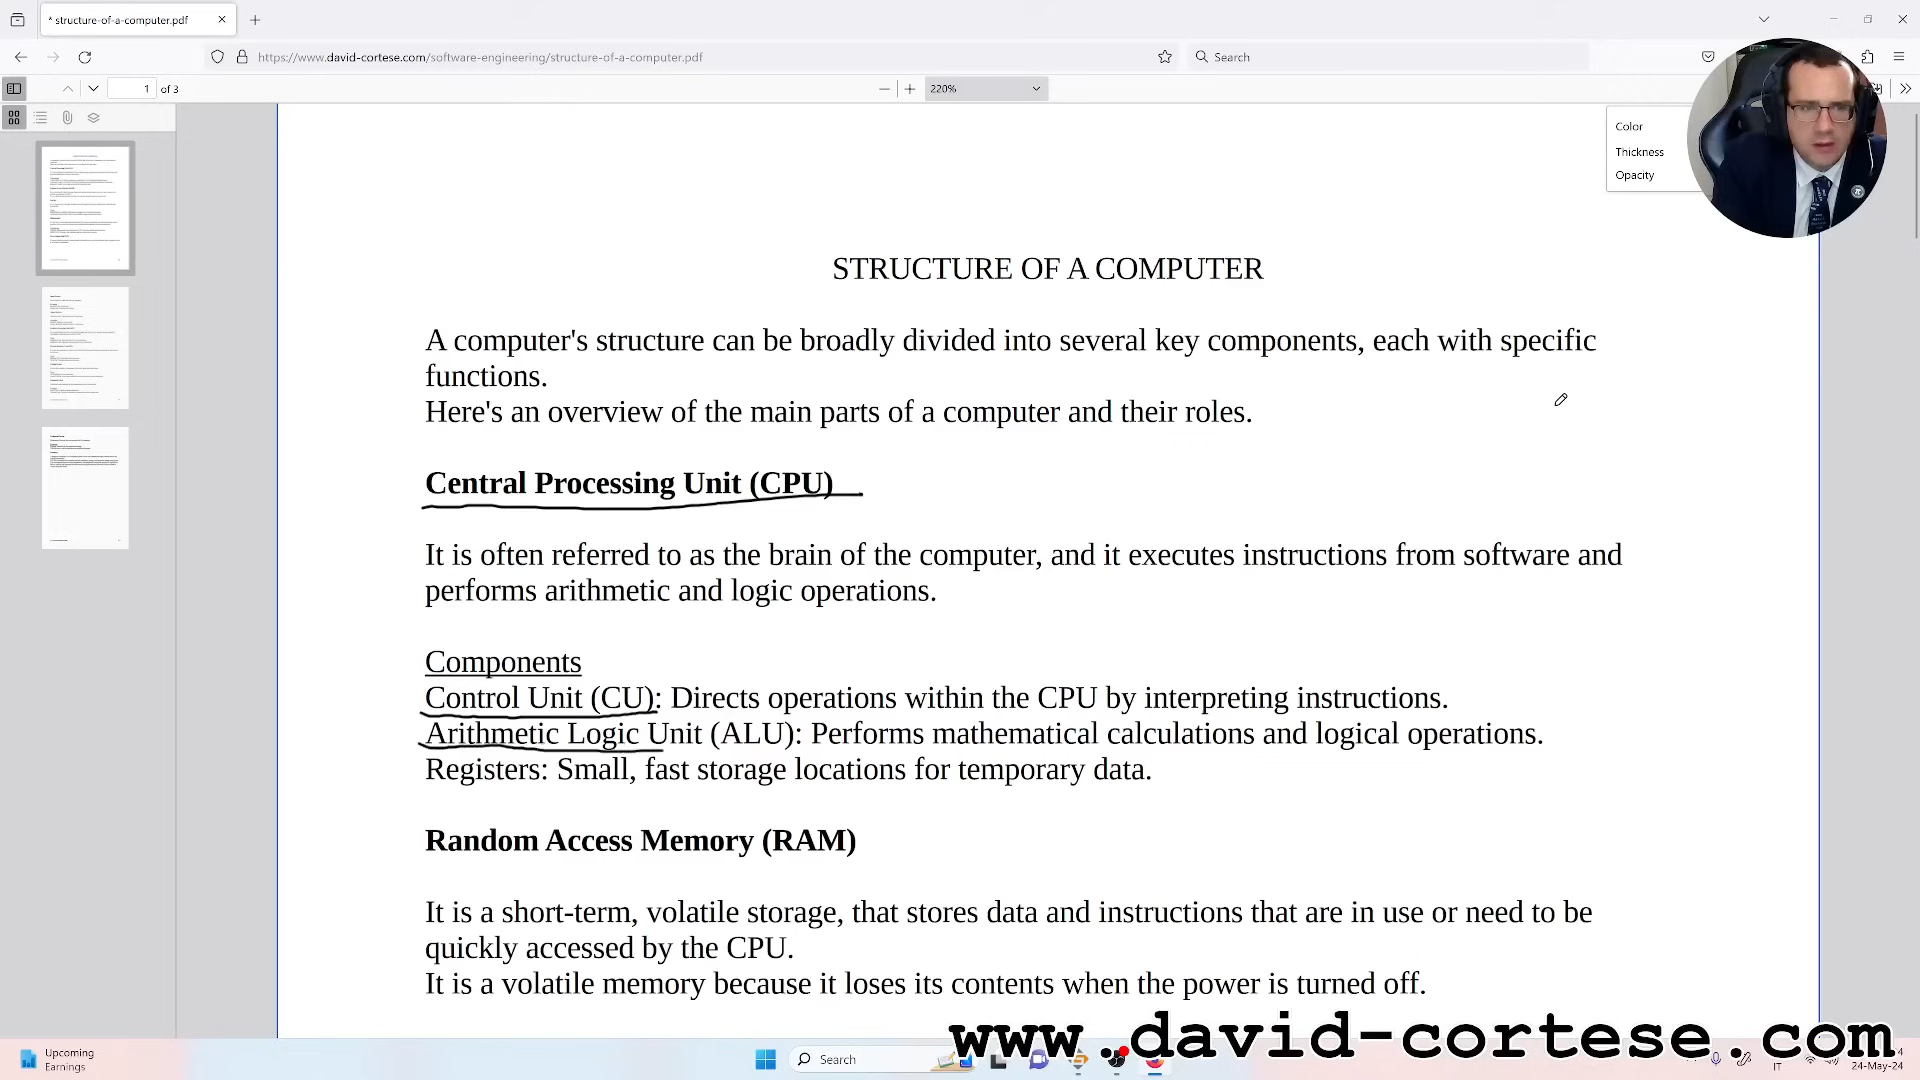 * structure-of-a-computer.pdf
https://www.david-cortese.com/software-engineering/structure-of-a-computer.pdf
Search
1 of 3
220%
Color
Thickness
Opacity
STRUCTURE OF A COMPUTER
A computer's structure can be broadly divided into several key components, each with specific
functions.
Here's an overview of the main parts of a computer and their roles.
Central Processing Unit (CPU)
It is often referred to as the brain of the computer, and it executes instructions from software and
performs arithmetic and logic operations.
Components
Control Unit (CU): Directs operations within the CPU by interpreting instructions.
Arithmetic Logic Unit (ALU): Performs mathematical calculations and logical operations.
Registers: Small, fast storage locations for temporary data.
Random Access Memory (RAM)
It is a short-term, volatile storage, that stores data and instructions that are in use or need to be
quickly accessed by the CPU.
It is a volatile memory because it loses its contents when the power is turned off.
www.david-cortese.com
Upcoming
Earnings
Search
IT
24-May-24